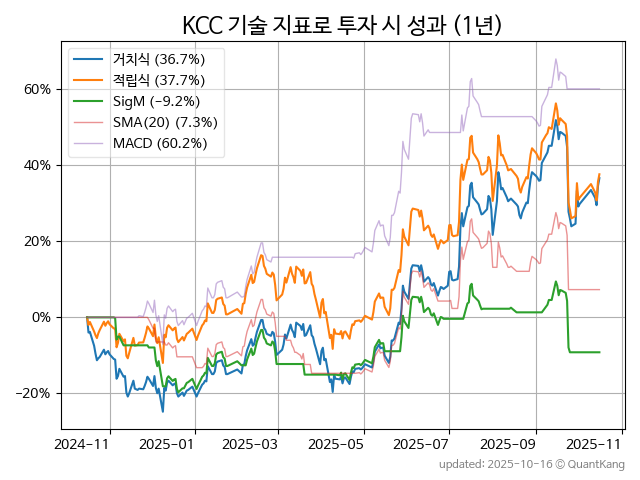 KCC 기술 지표로 투자 시 성과 (1년)
거치식 (36.7%)
적립식 (37.7%)
SigM (-9.2%)
SMA(20) (7.3%)
MACD (60.2%)
60%
40%
20%
0%
−20%
2024-11 2025-01 2025-03 2025-05 2025-07 2025-09 2025-11
updated: 2025-10-16 © QuantKang